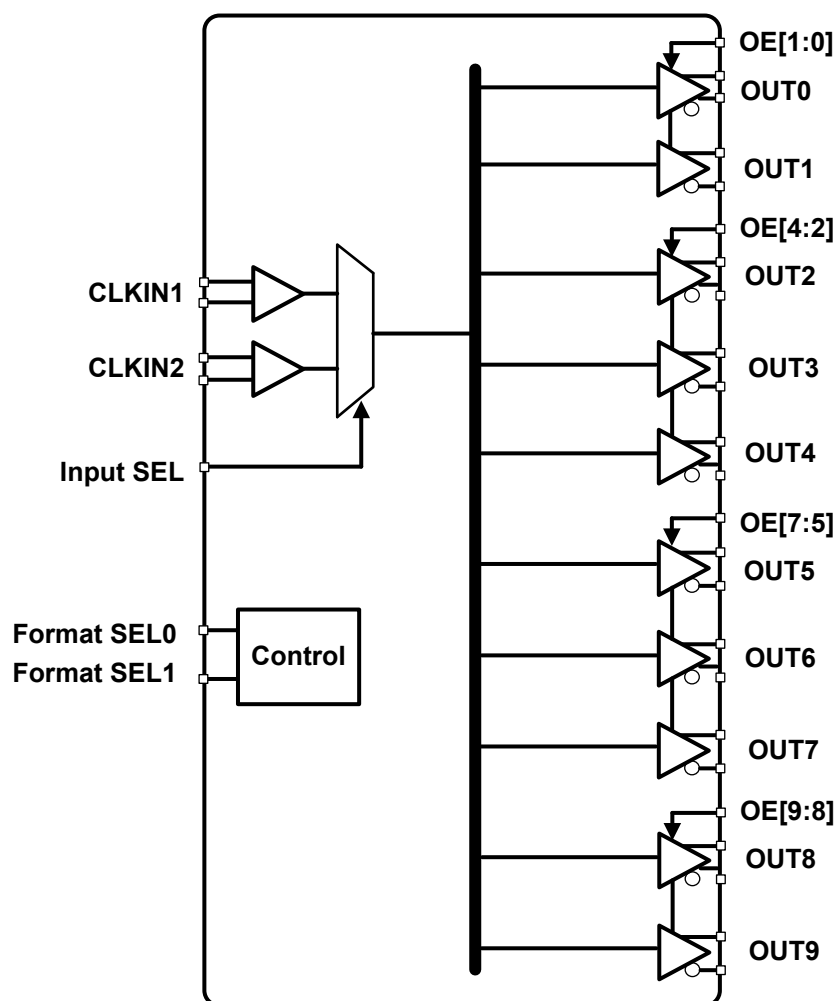 OE[1:0]
OUT0
OUT1
OE[4:2]
OUT2
CLKIN1
CLKIN2
OUT3
OUT4
Input SEL
OE[7:5]
OUT5
Format SEL0
Control
OUT6
Format SEL1
OUT7
OE[9:8]
OUT8
OUT9